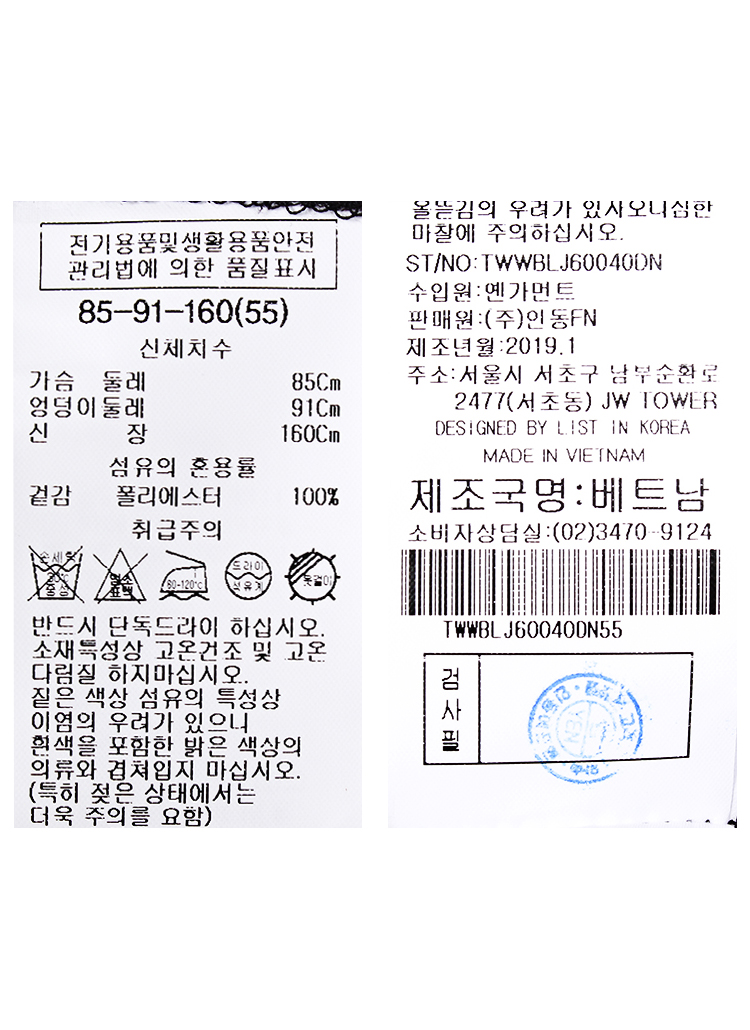 전기용품및생활용품안전
관리법에 의한 품질표시
85-91-160(55)
신체치수
가슴 둘레 85Cm
엉덩이둘레 91Cm
신 장 160Cm
섬유의 혼용률
겉감 폴리에스터 100%
취급주의
손세탁
30℃
중성
염소
표백
80-120℃
드라이
석유계
옷걸이
반드시 단독드라이 하십시오.
소재특성상 고온건조 및 고온
다림질 하지마십시오.
짙은 색상 섬유의 특성상
이염의 우려가 있으니
흰색을 포함한 밝은 색상의
의류와 겹쳐입지 마십시오.
(특히 젖은 상태에서는
더욱 주의를 요함)
올뜯김의 우려가 있사오니심한
마찰에 주의하십시오.
ST/NO:TWWBLJ60040DN
수입원:옌가먼트
판매원:(주)인동FN
제조년월:2019.1
주소:서울시 서초구 남부순환로
2477(서초동) JW TOWER
DESIGNED BY LIST IN KOREA
MADE IN VIETNAM
제조국명:베트남
소비자상담실:(02)3470-9124
TWWBLJ60040DN55
검사필